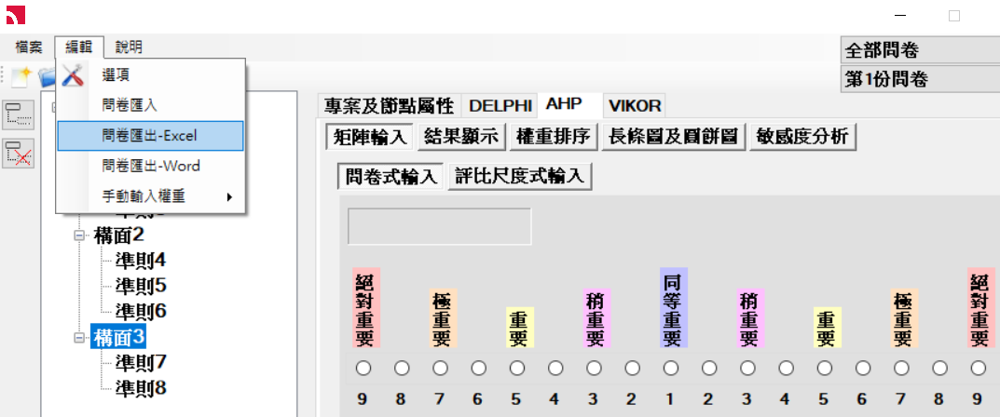 檔案 編輯 說明
全部問卷
第1份問卷
選項
問卷匯入
問卷匯出-Excel
問卷匯出-Word
手動輸入權重
構面2
準則4
準則5
準則6
構面3
準則7
準則8
專案及節點屬性 DELPHI AHP VIKOR
矩陣輸入 結果顯示 權重排序 長條圖及圓餅圖 敏感度分析
問卷式輸入 評比尺度式輸入
絕對重要 極重要 重要 稍重要 同等重要 稍重要 重要 極重要 絕對重要
9 8 7 6 5 4 3 2 1 2 3 4 5 6 7 8 9